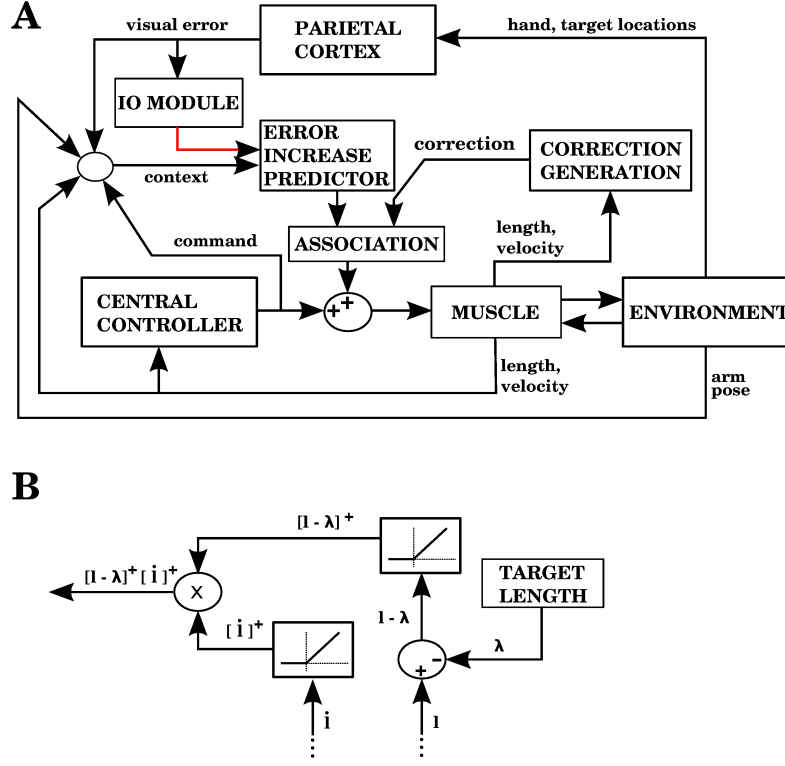 A
visual error
PARIETAL
CORTEX
hand, target locations
IO MODULE
ERROR
INCREASE
PREDICTOR
correction
CORRECTION
GENERATION
context
command
ASSOCIATION
length,
velocity
CENTRAL
CONTROLLER
+ +
MUSCLE
ENVIRONMENT
length,
velocity
arm
pose
B
[l - λ]⁺
[l - λ]⁺[i̇]⁺
X
TARGET
LENGTH
l - λ
[i̇]⁺
λ
-
+
i̇
l